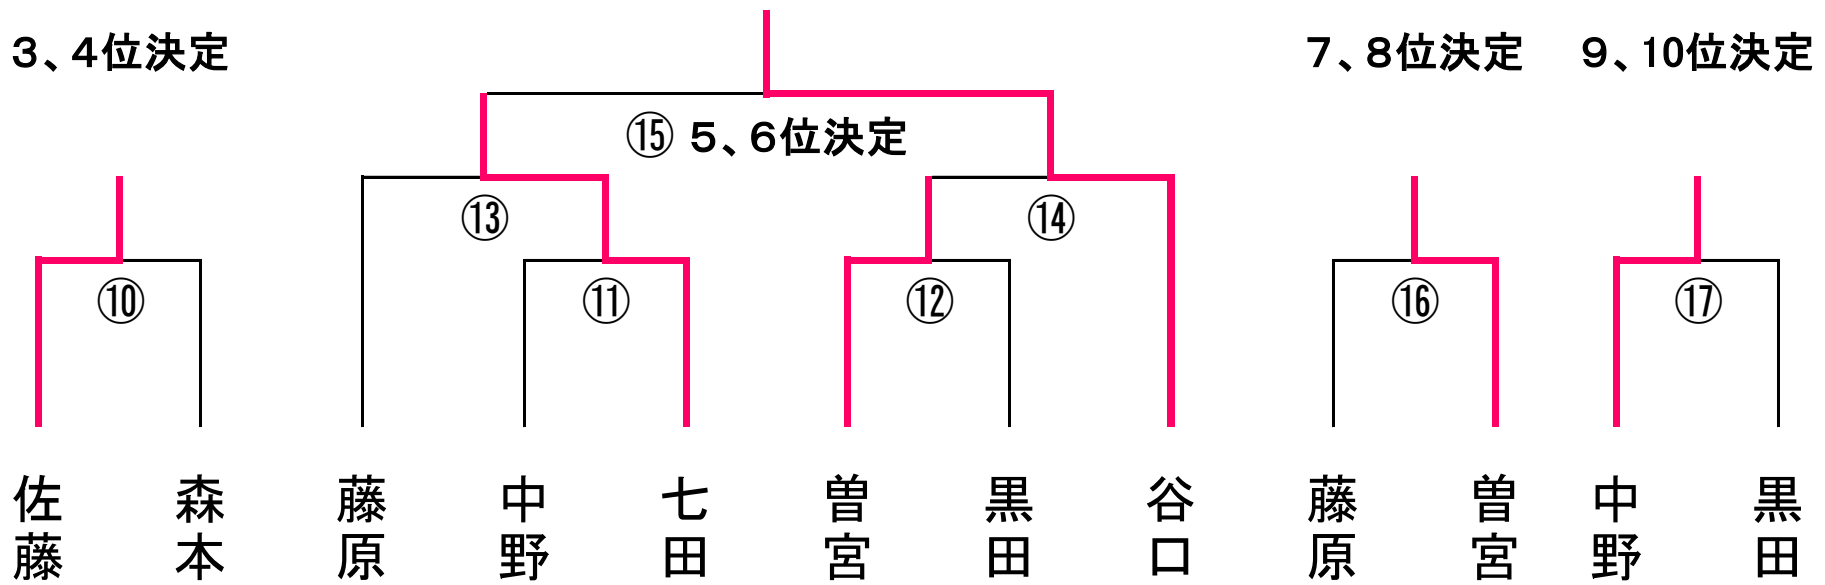 ３、４位決定
７、８位決定
９、10位決定
⑮ ５、６位決定
⑬
⑭
⑩
⑪
⑫
⑯
⑰
佐藤
森本
藤原
中野
七田
曽宮
黒田
谷口
藤原
曽宮
中野
黒田